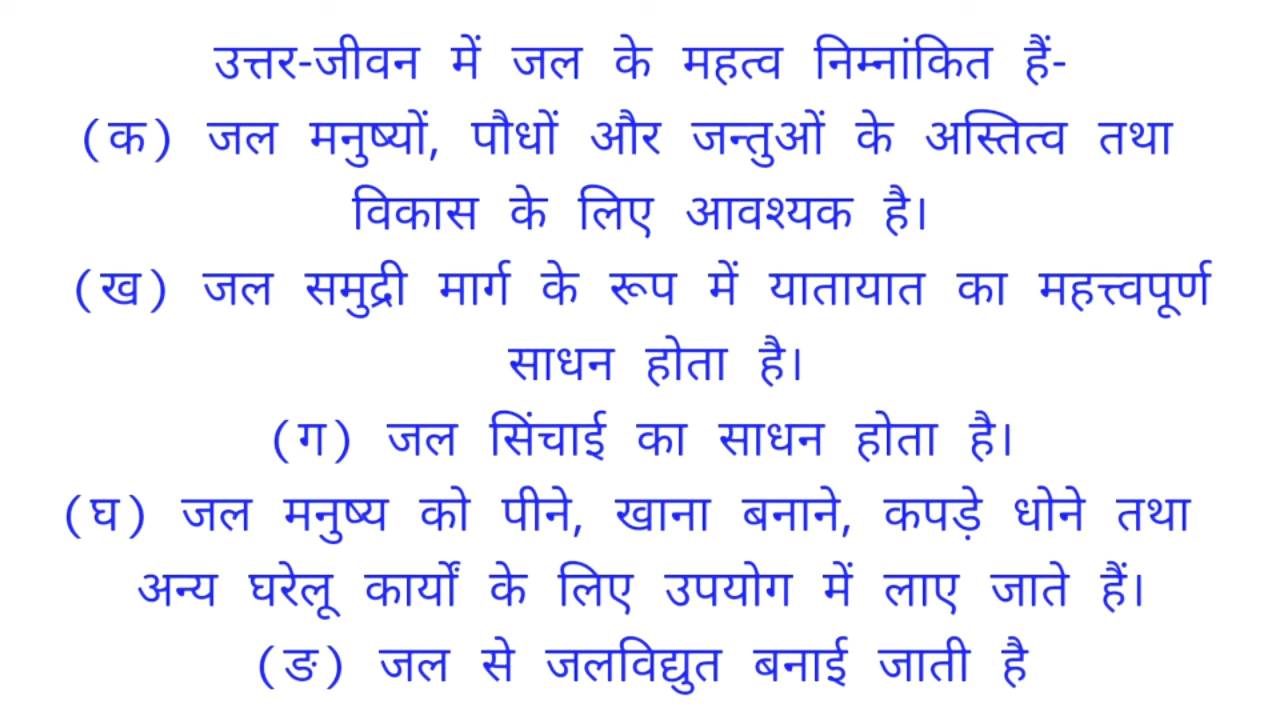 उत्तर-जीवन में जल के महत्व निम्नांकित हैं-
(क) जल मनुष्यों, पौधों और जन्तुओं के अस्तित्व तथा
विकास के लिए आवश्यक है।
(ख) जल समुद्री मार्ग के रूप में यातायात का महत्त्वपूर्ण
साधन होता है।
(ग) जल सिंचाई का साधन होता है।
(घ) जल मनुष्य को पीने, खाना बनाने, कपड़े धोने तथा
अन्य घरेलू कार्यों के लिए उपयोग में लाए जाते हैं।
(ङ) जल से जलविद्युत बनाई जाती है